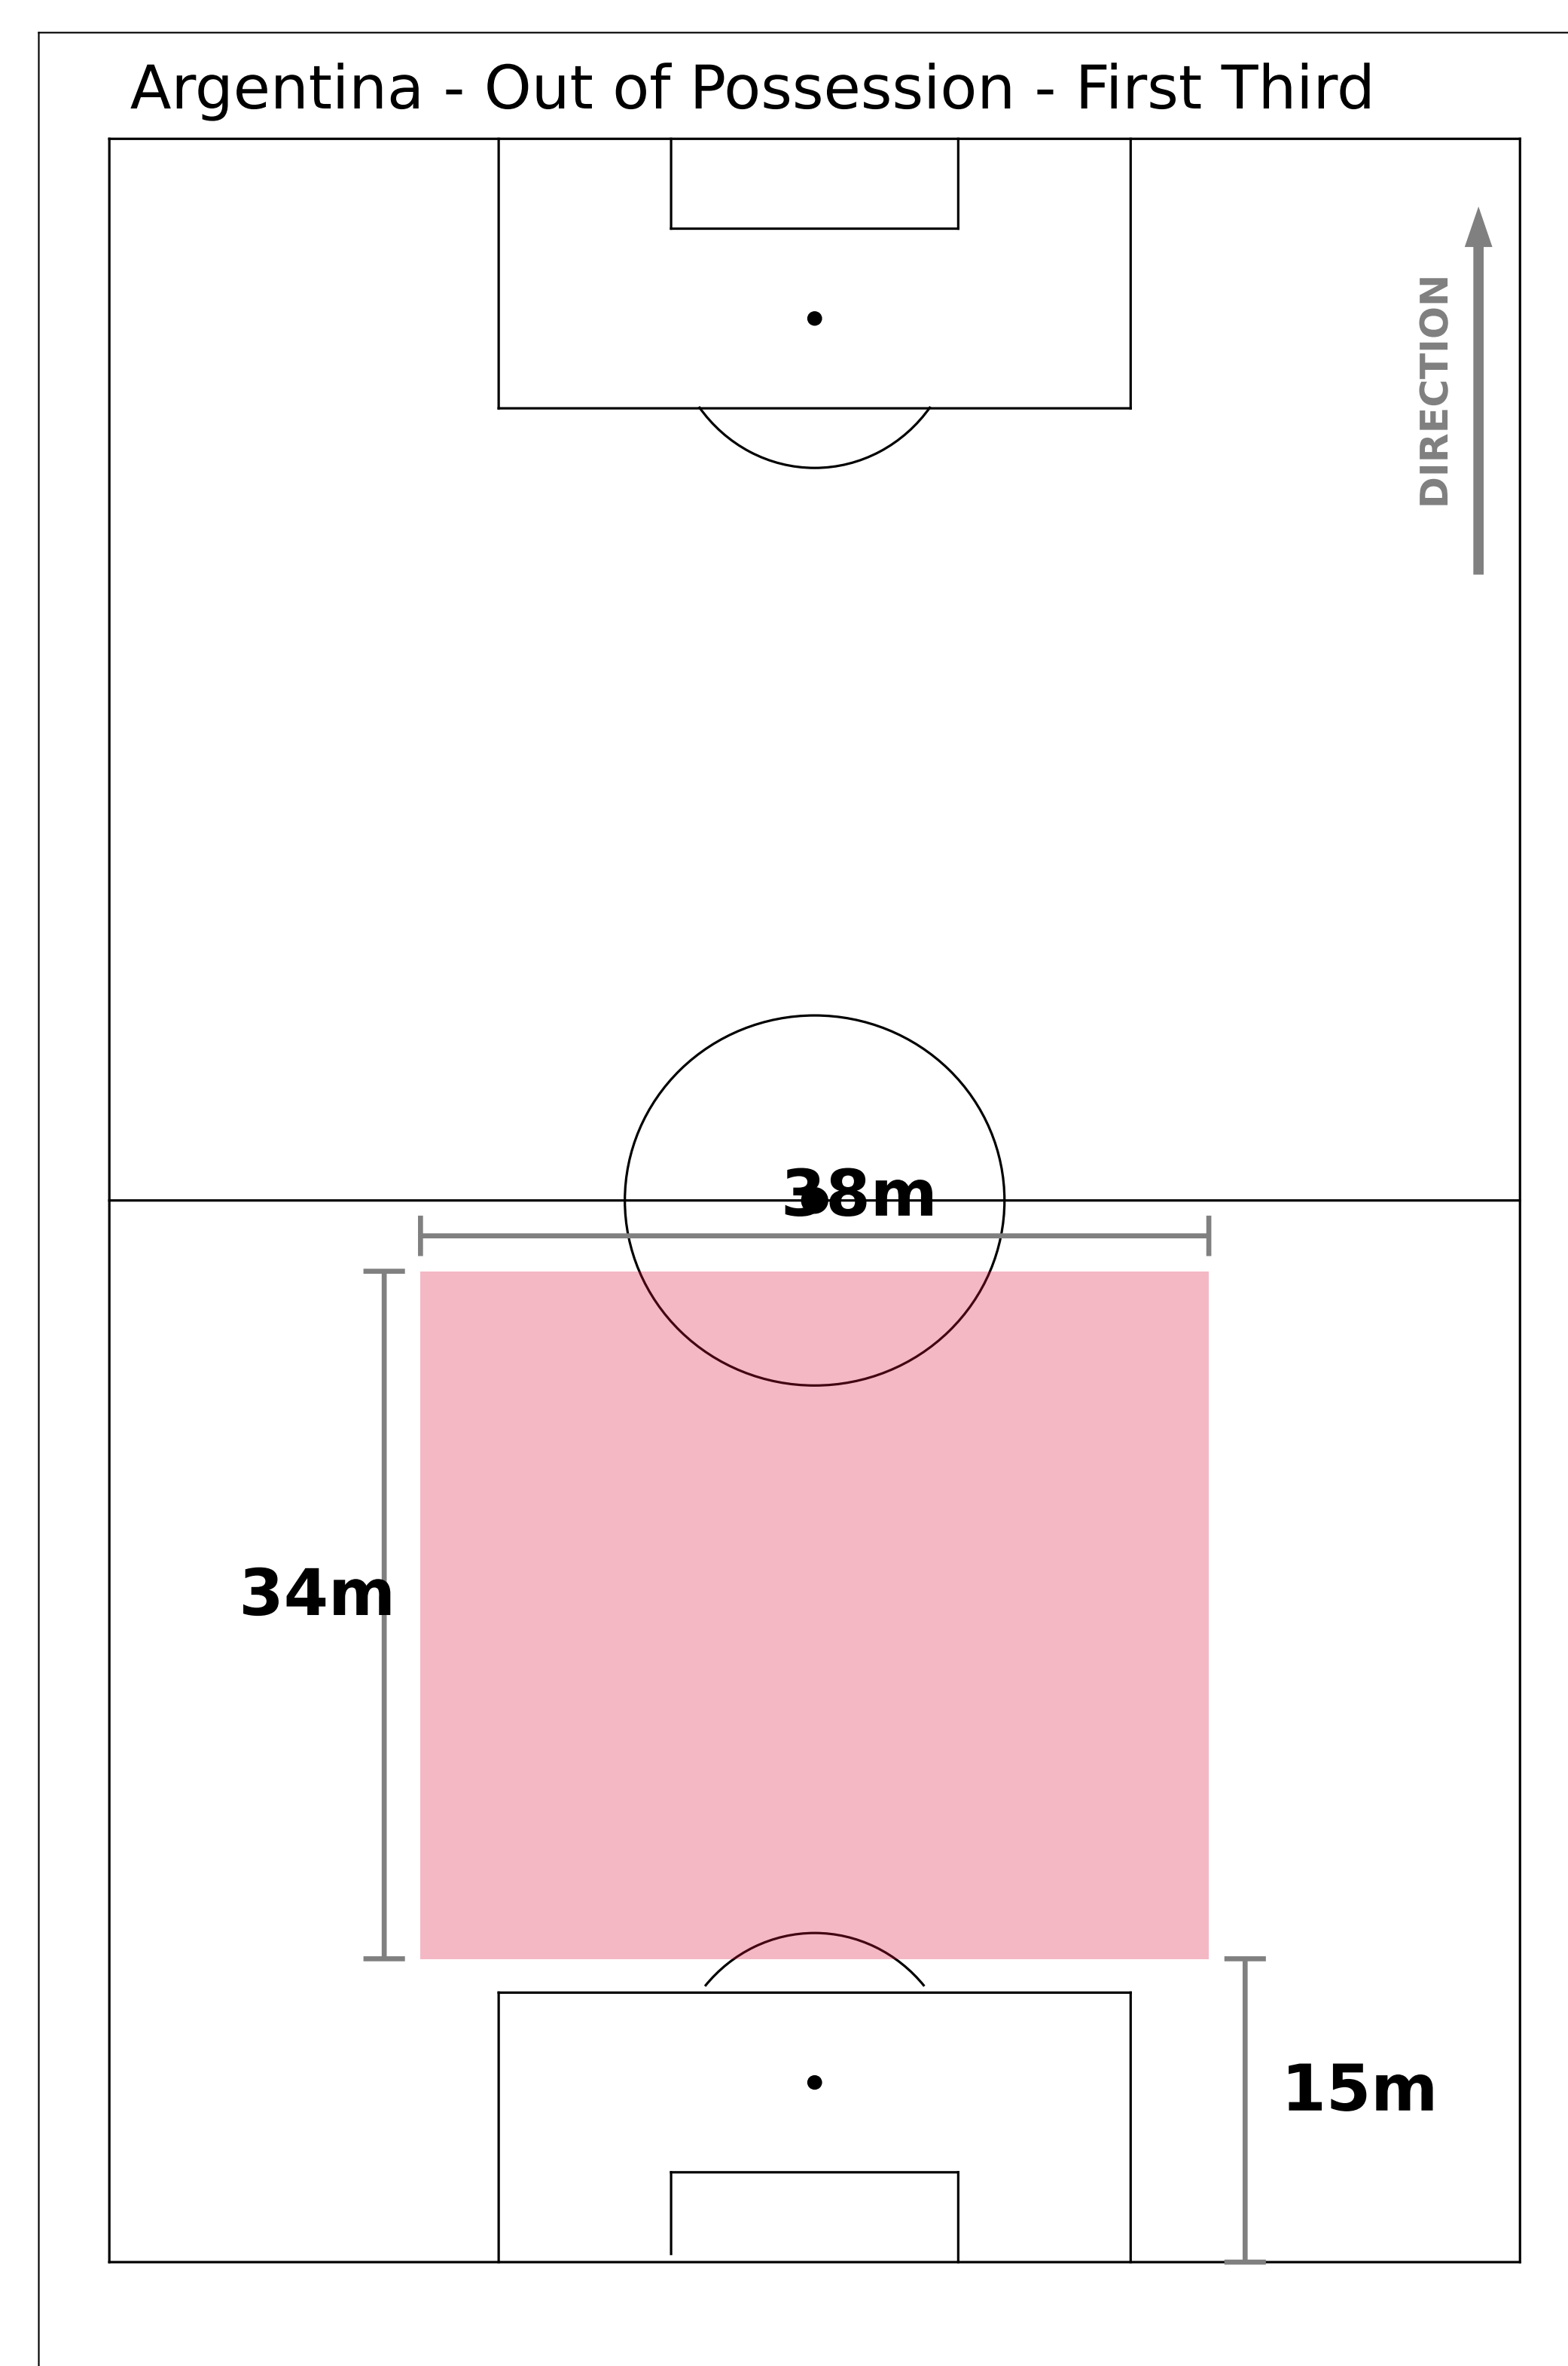 Argentina - Out of Possession - First Third
DIRECTION
38m
34m
15m